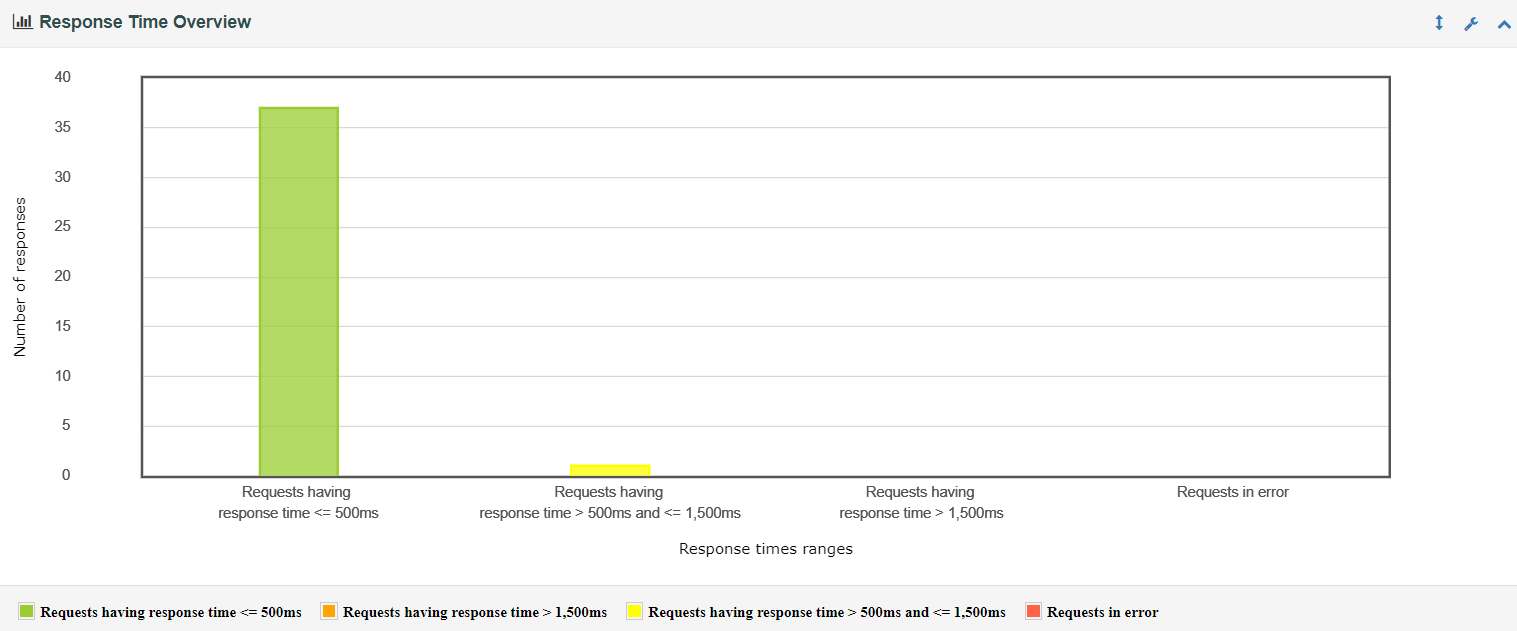 Response Time Overview
40
35
30
25
20
15
10
5
0
Number of responses
Requests having
response time <= 500ms
Requests having
response time > 500ms and <= 1,500ms
Requests having
response time > 1,500ms
Requests in error
Response times ranges
Requests having response time <= 500ms
Requests having response time > 1,500ms
Requests having response time > 500ms and <= 1,500ms
Requests in error